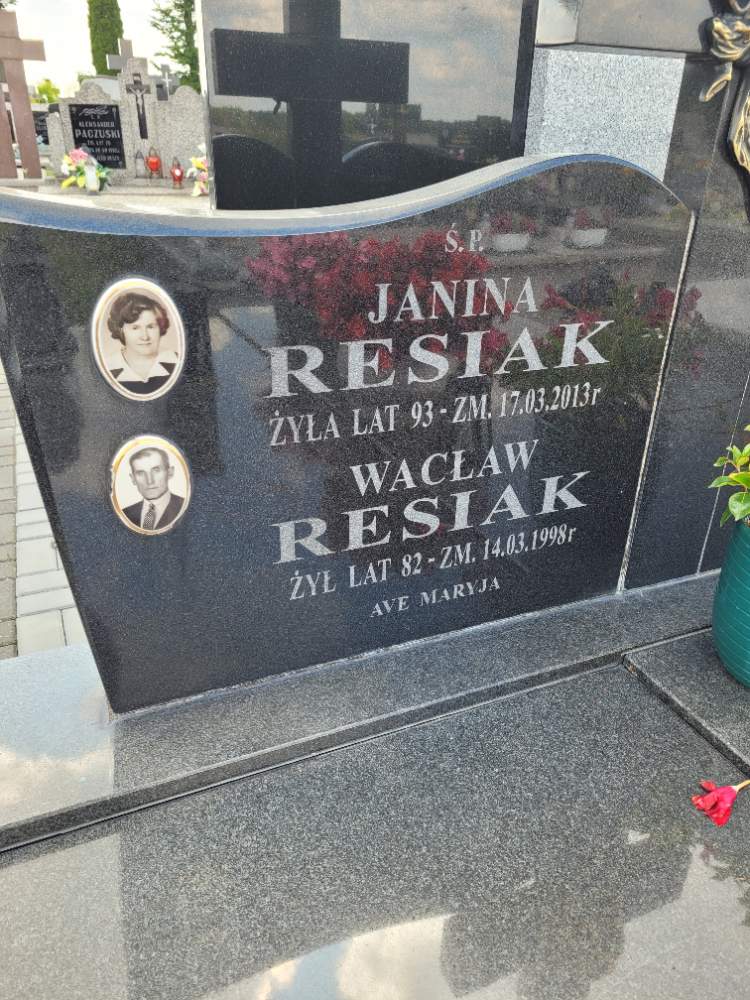 Ś. P.
JANINA
RESIAK
ŻYŁA LAT 93 - ZM. 17.03.2013r
WACŁAW
RESIAK
ŻYŁ LAT 82 - ZM. 14.03.1998r
AVE MARYJA
ALEKSANDER
PACZUSKI